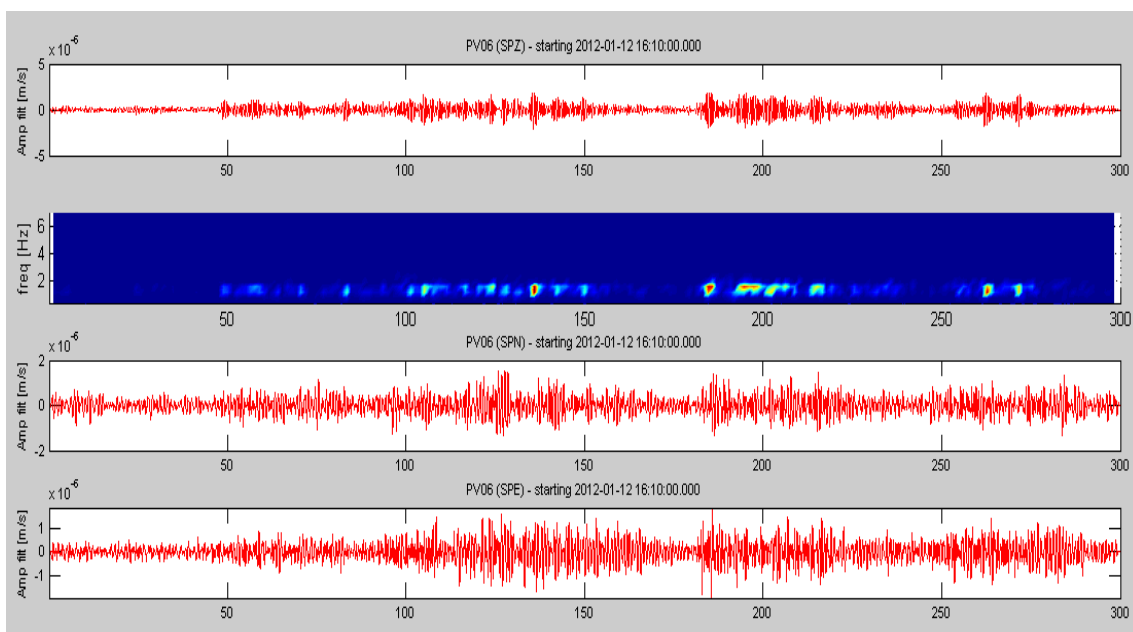 PV06 (SPZ) - starting 2012-01-12 16:10:00.000
x 10-6
Amp filt [m/s]
5
0
-5
50 100 150 200 250 300
freq [Hz]
6
4
2
50 100 150 200 250 300
PV06 (SPN) - starting 2012-01-12 16:10:00.000
x 10-6
Amp filt [m/s]
2
0
-2
50 100 150 200 250 300
PV06 (SPE) - starting 2012-01-12 16:10:00.000
x 10-6
Amp filt [m/s]
1
0
-1
50 100 150 200 250 300